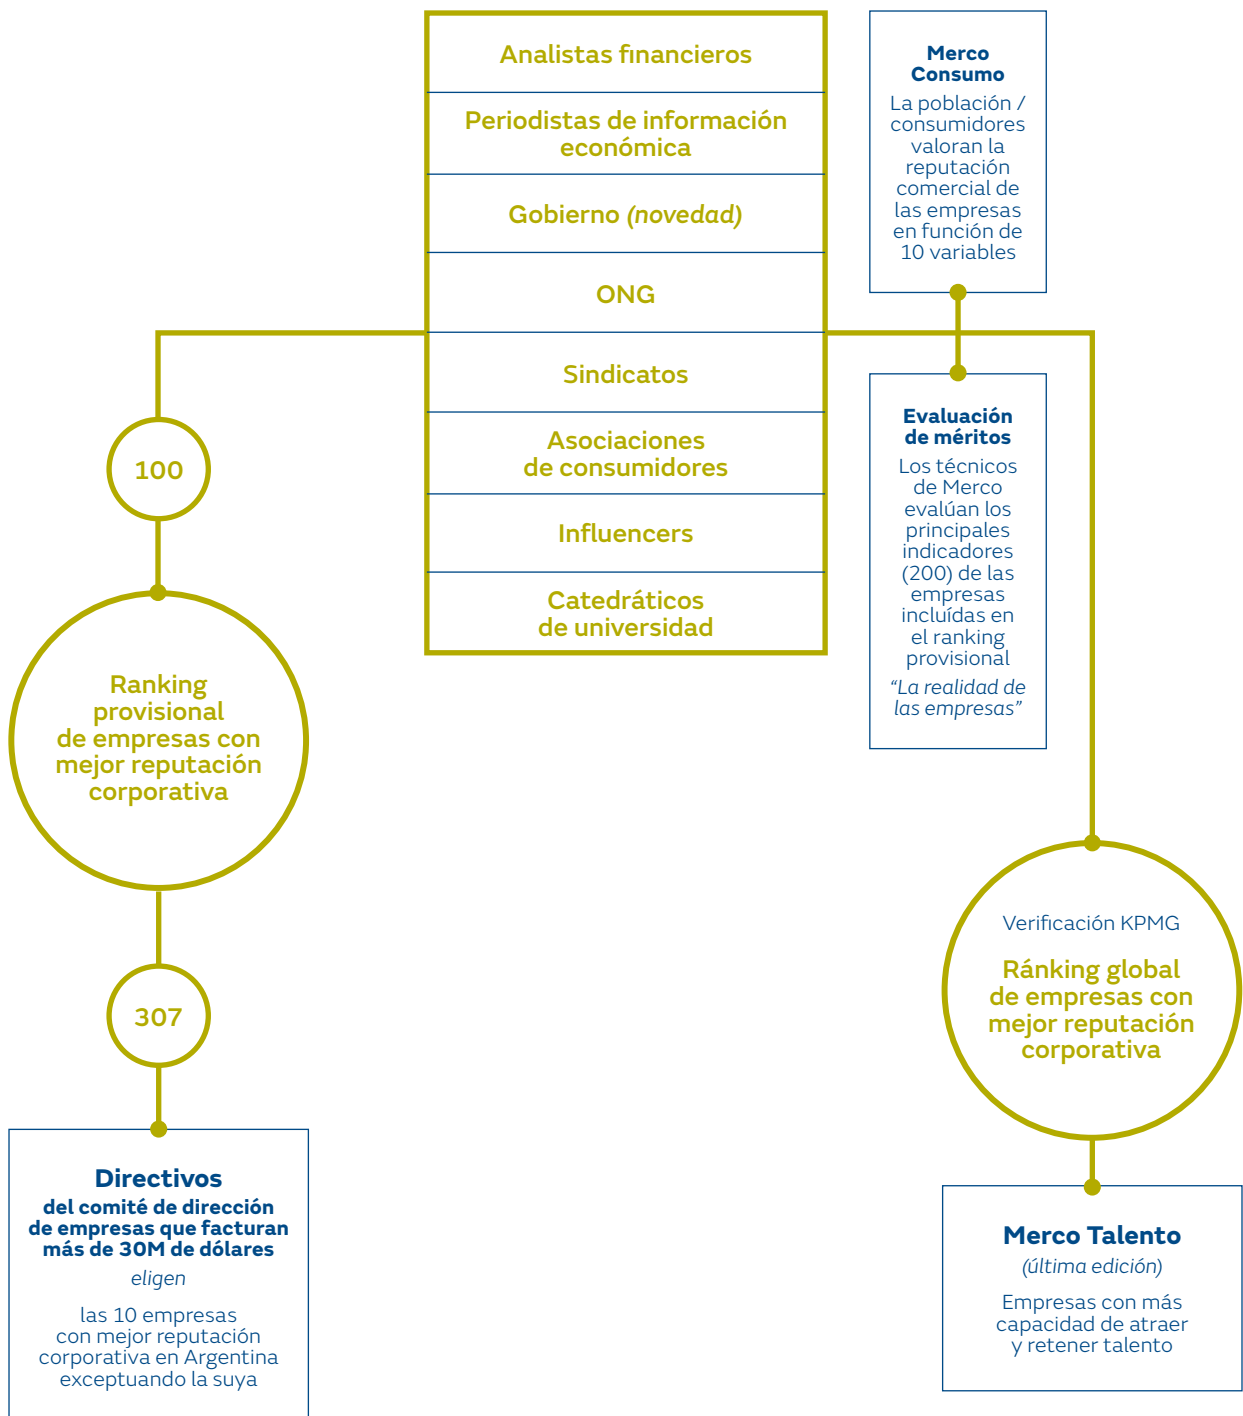 Analistas financieros
Periodistas de información
económica
Gobierno (novedad)
ONG
Sindicatos
Asociaciones
de consumidores
Influencers
Catedráticos
de universidad
Merco
Consumo
La población /
consumidores
valoran la
reputación
comercial de
las empresas
en función de
10 variables
Evaluación
de méritos
Los técnicos
de Merco
evalúan los
principales
indicadores
(200) de las
empresas
incluídas en
el ranking
provisional
“La realidad de
las empresas”
100
Ranking
provisional
de empresas con
mejor reputación
corporativa
307
Directivos
del comité de dirección
de empresas que facturan
más de 30M de dólares
eligen
las 10 empresas
con mejor reputación
corporativa en Argentina
exceptuando la suya
Verificación KPMG
Ránking global
de empresas con
mejor reputación
corporativa
Merco Talento
(última edición)
Empresas con más
capacidad de atraer
y retener talento